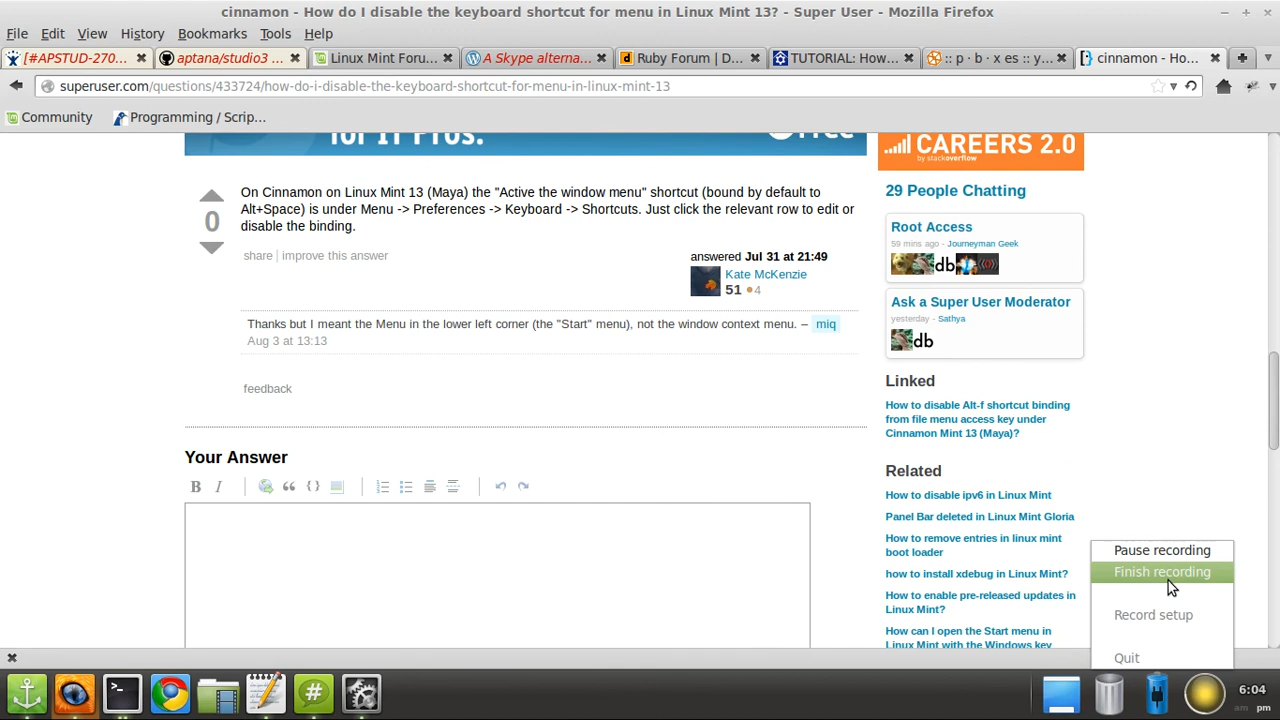 cinnamon - How do I disable the keyboard shortcut for menu in Linux Mint 13? - Super User - Mozilla Firefox
File Edit View History Bookmarks Tools Help
[#APSTUD-270... aptana/studio3 ... Linux Mint Foru... A Skype alterna... Ruby Forum | D... TUTORIAL: How... :: p · b · x es :: y... cinnamon - Ho...
superuser.com/questions/433724/how-do-i-disable-the-keyboard-shortcut-for-menu-in-linux-mint-13
Community Programming / Scrip...
for IT Pros.
CAREERS 2.0
by stackoverflow
On Cinnamon on Linux Mint 13 (Maya) the "Active the window menu" shortcut (bound by default to
Alt+Space) is under Menu -> Preferences -> Keyboard -> Shortcuts. Just click the relevant row to edit or
disable the binding.
0
share improve this answer
answered Jul 31 at 21:49
Kate McKenzie
51 4
Thanks but I meant the Menu in the lower left corner (the "Start" menu), not the window context menu. – miq
Aug 3 at 13:13
feedback
Your Answer
B I
29 People Chatting
Root Access
59 mins ago - Journeyman Geek
db
Ask a Super User Moderator
yesterday - Sathya
db
Linked
How to disable Alt-f shortcut binding
from file menu access key under
Cinnamon Mint 13 (Maya)?
Related
How to disable ipv6 in Linux Mint
Panel Bar deleted in Linux Mint Gloria
How to remove entries in linux mint
boot loader
how to install xdebug in Linux Mint?
How to enable pre-released updates in
Linux Mint?
How can I open the Start menu in
Linux Mint with the Windows key
Pause recording
Finish recording
Record setup
Quit
6:04
am pm